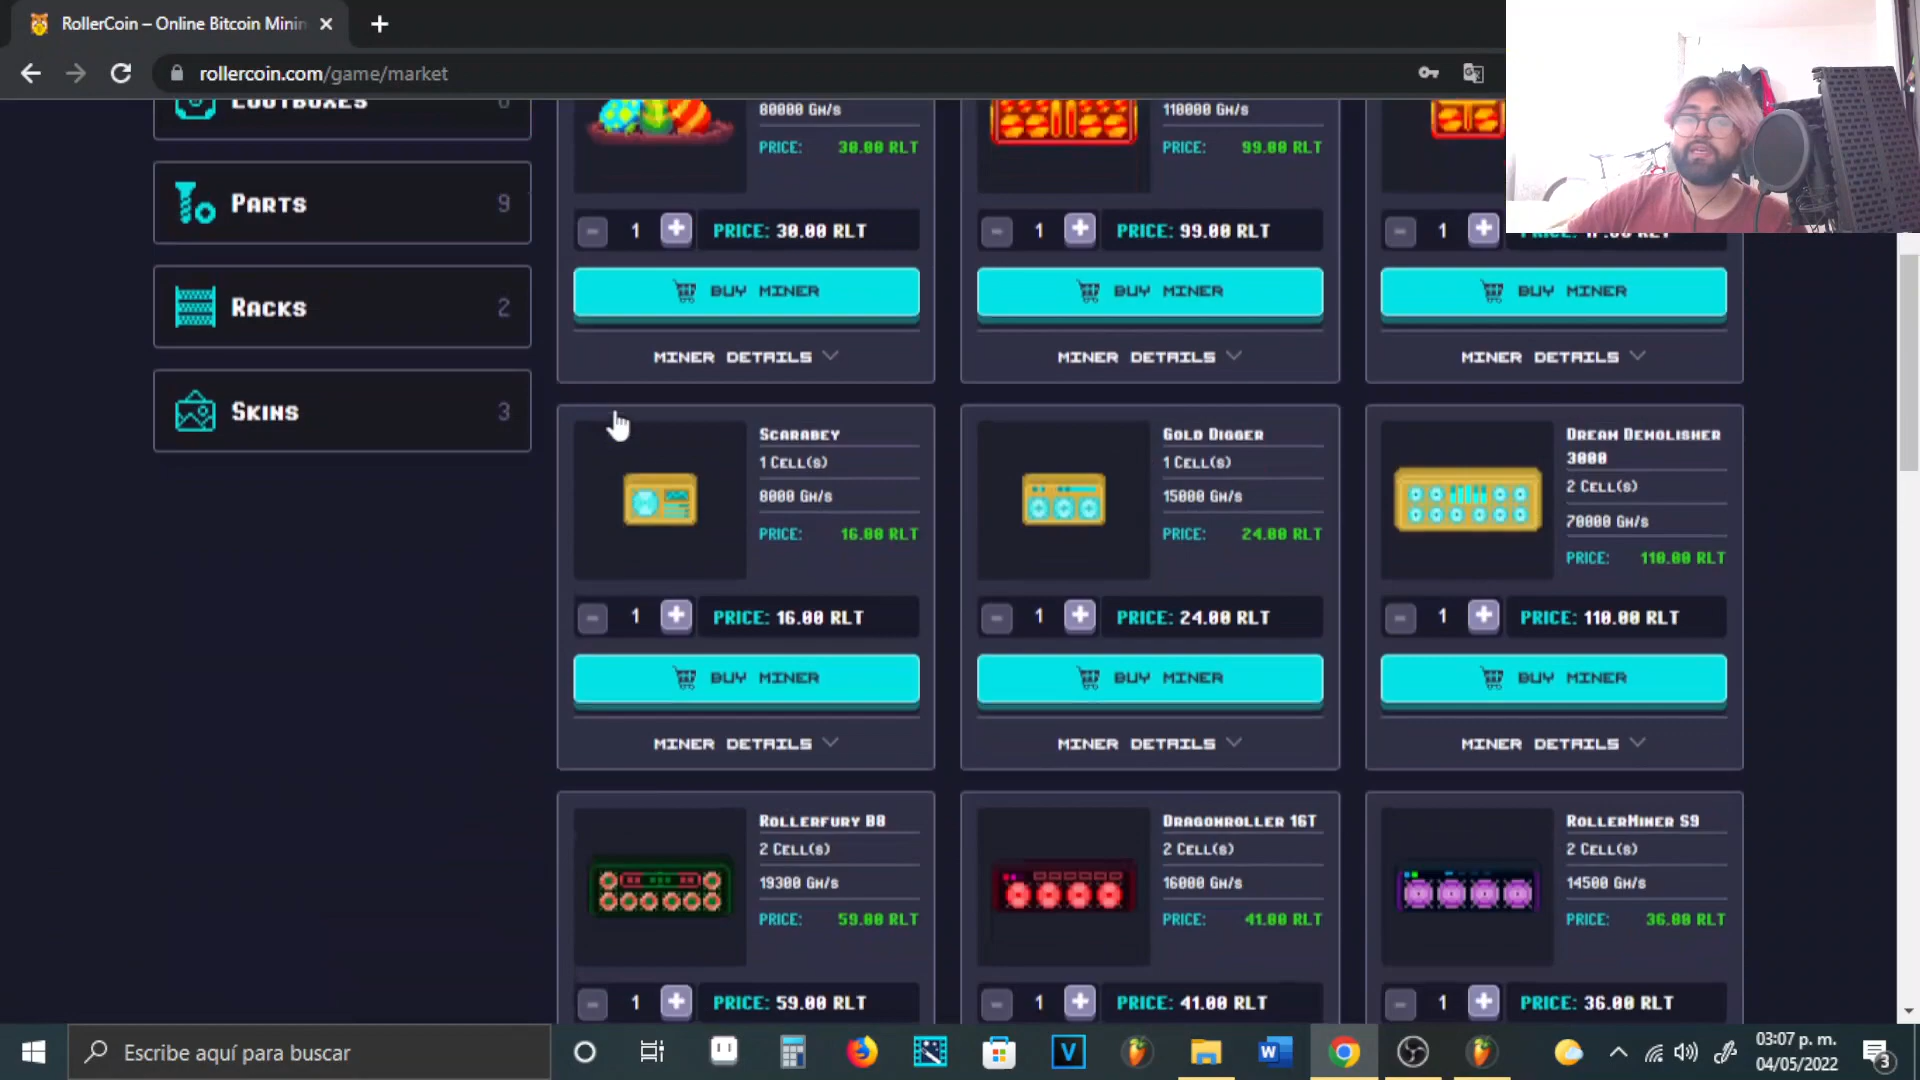 RollerCoin – Online Bitcoin Minin
rollercoin.com/game/market
Lootboxes
Parts 9
Racks 2
Skins 3
80000 Gh/s
PRICE: 30.00 RLT
1 PRICE: 30.00 RLT
BUY MINER
MINER DETAILS
110000 Gh/s
PRICE: 99.00 RLT
1 PRICE: 99.00 RLT
BUY MINER
MINER DETAILS
1
BUY MINER
MINER DETAILS
Scarabey
1 Cell(s)
8000 Gh/s
PRICE: 16.00 RLT
1 PRICE: 16.00 RLT
BUY MINER
MINER DETAILS
Gold Digger
1 Cell(s)
15000 Gh/s
PRICE: 24.00 RLT
1 PRICE: 24.00 RLT
BUY MINER
MINER DETAILS
Dream Demolisher
3000
2 Cell(s)
70000 Gh/s
PRICE: 110.00 RLT
1 PRICE: 110.00 RLT
BUY MINER
MINER DETAILS
Rollerfury B8
2 Cell(s)
19300 Gh/s
PRICE: 59.00 RLT
1 PRICE: 59.00 RLT
Dragonroller 16T
2 Cell(s)
16000 Gh/s
PRICE: 41.00 RLT
1 PRICE: 41.00 RLT
RollerMiner S9
2 Cell(s)
14500 Gh/s
PRICE: 36.00 RLT
1 PRICE: 36.00 RLT
Escribe aquí para buscar
03:07 p. m.
04/05/2022
3